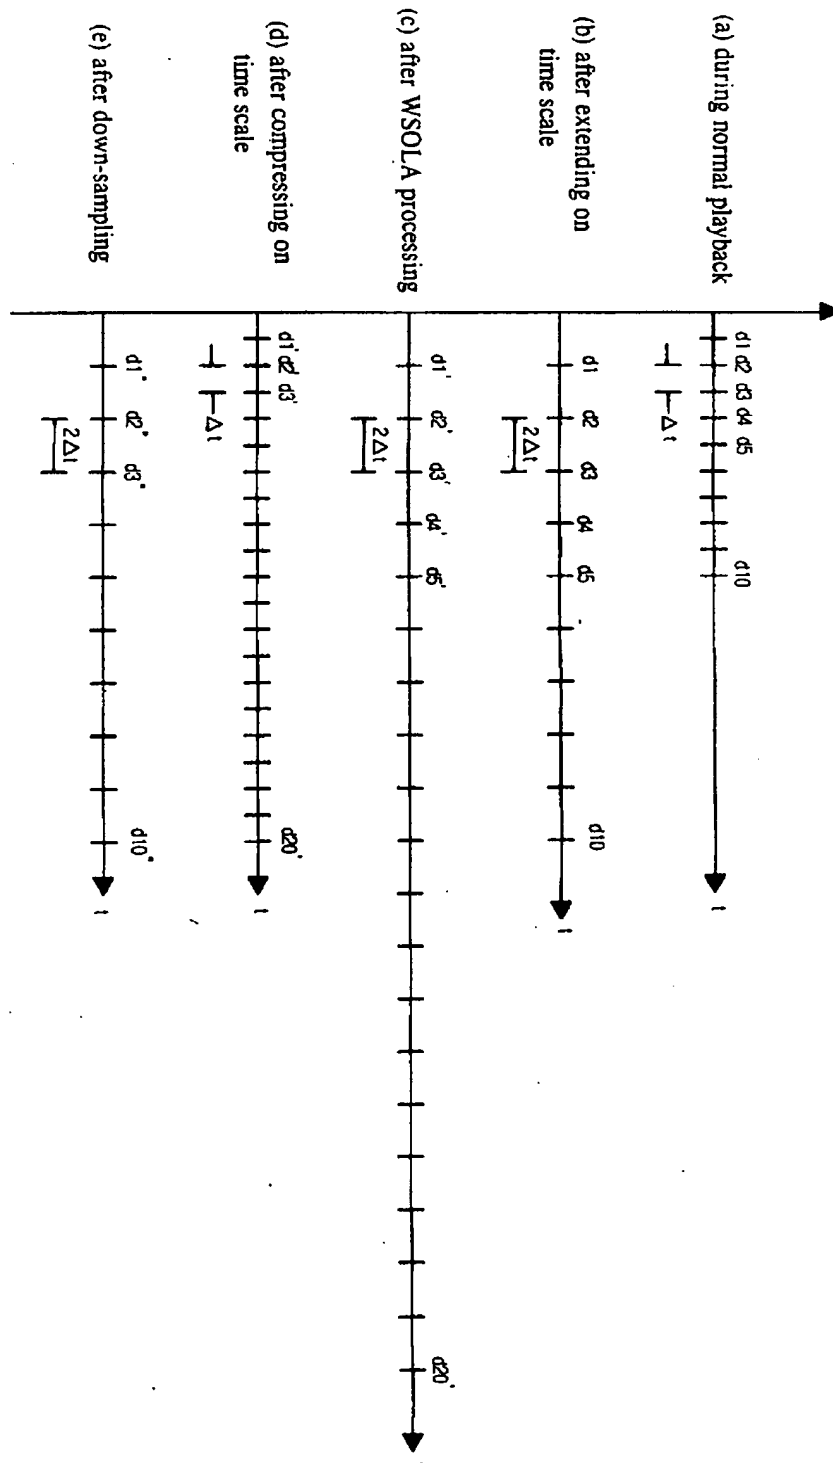 (a) during normal playback
d1 d2 d3 d4 d5 d10
Δt
t
(b) after extending on
time scale
d1 d2 d3 d4 d5 d10
2Δt
t
(c) after WSOLA processing
d1' d2' d3' d4' d5' d20'
2Δt
(d) after compressing on
time scale
d1' d2' d3' d20'
Δt
t
(e) after down-sampling
d1" d2" d3" d10"
2Δt
t